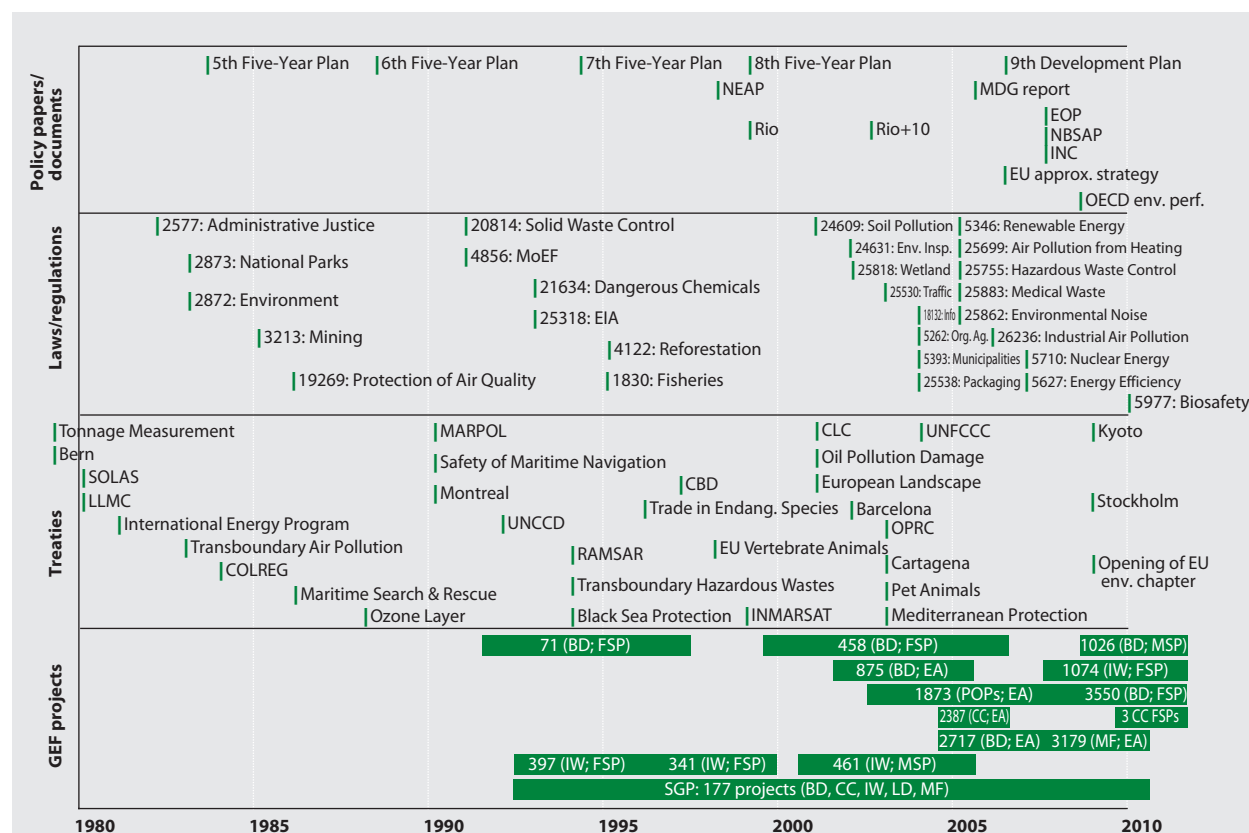 Policy papers/
documents
5th Five-Year Plan
6th Five-Year Plan
7th Five-Year Plan
8th Five-Year Plan
9th Development Plan
NEAP
MDG report
EOP
Rio
Rio+10
NBSAP
INC
EU approx. strategy
OECD env. perf.
Laws/regulations
2577: Administrative Justice
20814: Solid Waste Control
24609: Soil Pollution
5346: Renewable Energy
2873: National Parks
4856: MoEF
24631: Env. Insp.
25699: Air Pollution from Heating
25818: Wetland
25755: Hazardous Waste Control
2872: Environment
21634: Dangerous Chemicals
25530: Traffic
25883: Medical Waste
25318: EIA
18132: Info
25862: Environmental Noise
3213: Mining
4122: Reforestation
5262: Org. Ag.
26236: Industrial Air Pollution
5393: Municipalities
5710: Nuclear Energy
19269: Protection of Air Quality
1830: Fisheries
25538: Packaging
5627: Energy Efficiency
5977: Biosafety
Treaties
Tonnage Measurement
MARPOL
CLC
UNFCCC
Kyoto
Bern
Safety of Maritime Navigation
Oil Pollution Damage
SOLAS
CBD
European Landscape
LLMC
Montreal
Trade in Endang. Species
Barcelona
Stockholm
International Energy Program
UNCCD
OPRC
Transboundary Air Pollution
RAMSAR
EU Vertebrate Animals
COLREG
Cartagena
Opening of EU
env. chapter
Maritime Search & Rescue
Transboundary Hazardous Wastes
Pet Animals
Ozone Layer
Black Sea Protection
INMARSAT
Mediterranean Protection
GEF projects
71 (BD; FSP)
458 (BD; FSP)
1026 (BD; MSP)
875 (BD; EA)
1074 (IW; FSP)
1873 (POPs; EA)
3550 (BD; FSP)
2387 (CC; EA)
3 CC FSPs
2717 (BD; EA)
3179 (MF; EA)
397 (IW; FSP)
341 (IW; FSP)
461 (IW; MSP)
SGP: 177 projects (BD, CC, IW, LD, MF)
1980
1985
1990
1995
2000
2005
2010